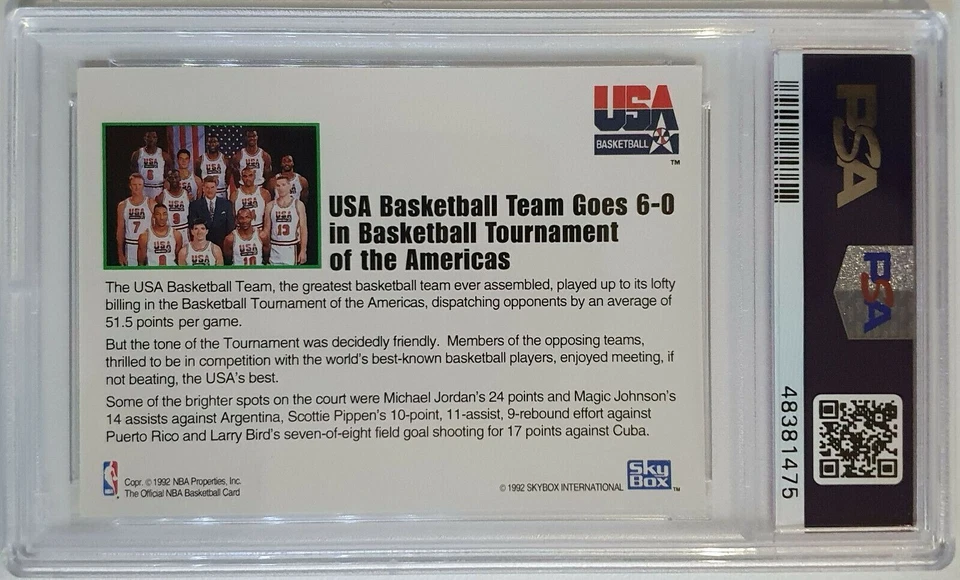 USA
BASKETBALL
TM
USA Basketball Team Goes 6-0
in Basketball Tournament
of the Americas
The USA Basketball Team, the greatest basketball team ever assembled, played up to its lofty
billing in the Basketball Tournament of the Americas, dispatching opponents by an average of
51.5 points per game.
But the tone of the Tournament was decidedly friendly. Members of the opposing teams,
thrilled to be in competition with the world's best-known basketball players, enjoyed meeting, if
not beating, the USA's best.
Some of the brighter spots on the court were Michael Jordan's 24 points and Magic Johnson's
14 assists against Argentina, Scottie Pippen's 10-point, 11-assist, 9-rebound effort against
Puerto Rico and Larry Bird's seven-of-eight field goal shooting for 17 points against Cuba.
Copr. © 1992 NBA Properties, Inc.
The Official NBA Basketball Card
© 1992 SKYBOX INTERNATIONAL
Sky
Box
TM
PSA
PSA
48381475